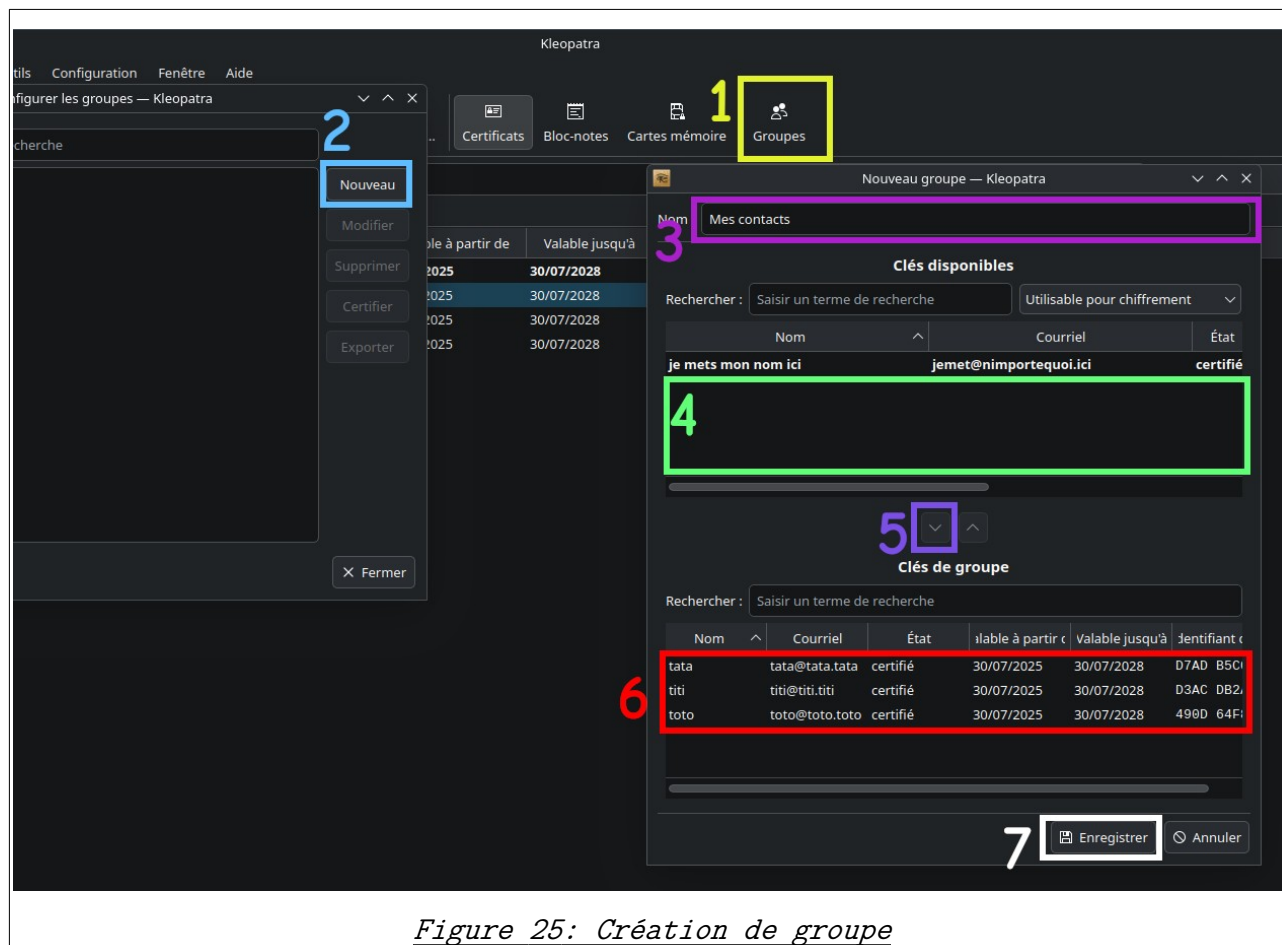 Kleopatra
tils Configuration Fenêtre Aide
nfigurer les groupes — Kleopatra
1
2
.. Certificats Bloc-notes Cartes mémoire Groupes
cherche
Nouveau
Modifier
Supprimer
Certifier
Exporter
Fermer
ble à partir de Valable jusqu'à
2025 30/07/2028
2025 30/07/2028
2025 30/07/2028
2025 30/07/2028
Nouveau groupe — Kleopatra
Nom Mes contacts
3
Clés disponibles
Rechercher : Saisir un terme de recherche Utilisable pour chiffrement
Nom Courriel État
je mets mon nom ici jemet@nimportequoi.ici certifié
4
5
Clés de groupe
Rechercher : Saisir un terme de recherche
Nom Courriel État alable à partir d Valable jusqu'à dentifiant d
tata tata@tata.tata certifié 30/07/2025 30/07/2028 D7AD B5C
titi titi@titi.titi certifié 30/07/2025 30/07/2028 D3AC DB2
toto toto@toto.toto certifié 30/07/2025 30/07/2028 490D 64F
6
7
Enregistrer Annuler
Figure 25: Création de groupe